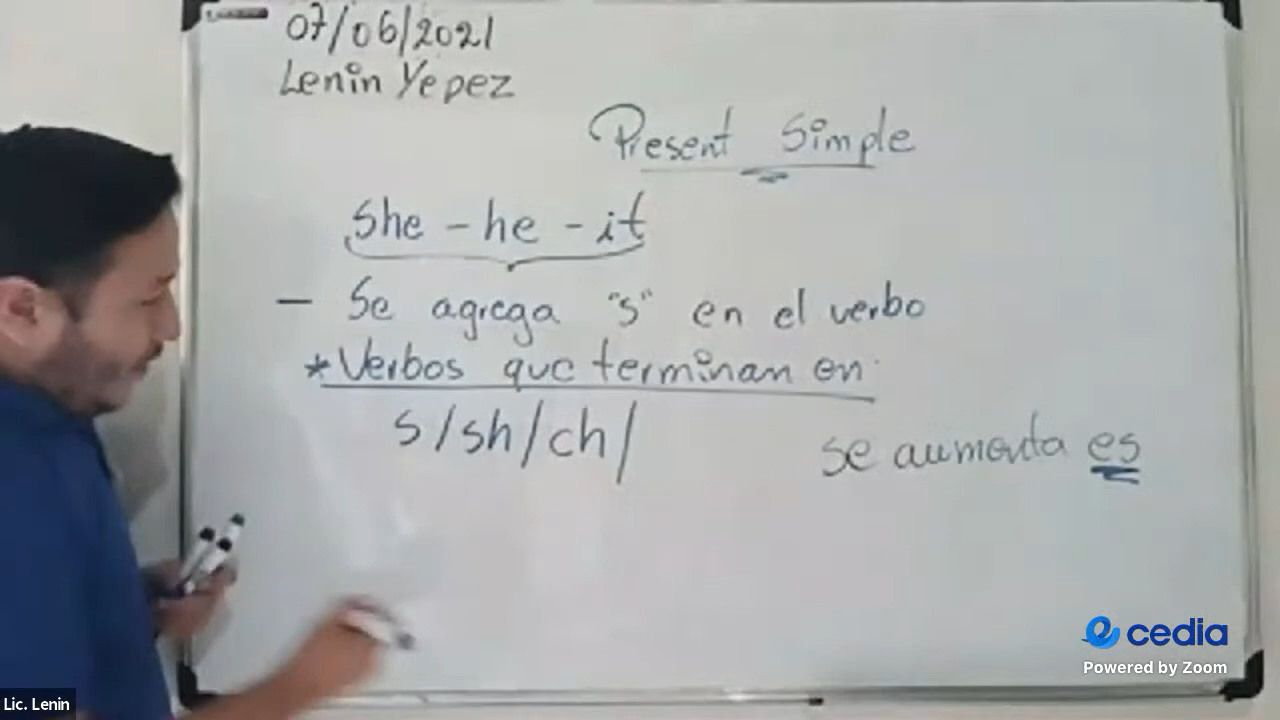 07/06/2021
Lenin Yepez
Present Simple
She - he - it
- Se agrega "s" en el verbo
* Verbos que terminan en
s/sh/ch/
se aumenta es
cedia
Powered by Zoom
Lic. Lenin